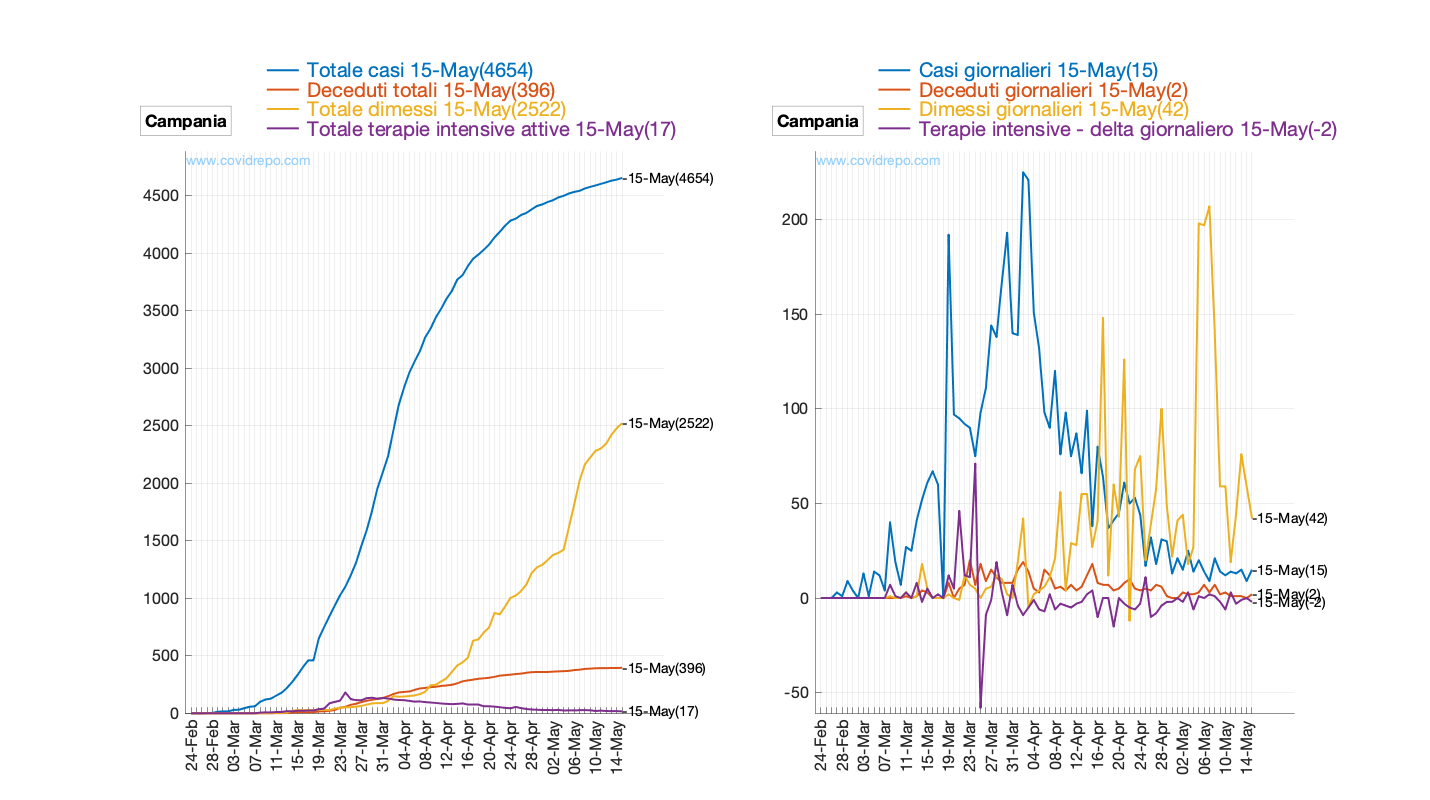 Totale casi 15-May(4654)
Deceduti totali 15-May(396)
Totale dimessi 15-May(2522)
Totale terapie intensive attive 15-May(17)
Campania
www.covidrepo.com
4500
4000
3500
3000
2500
2000
1500
1000
500
0
15-May(4654)
15-May(2522)
15-May(396)
15-May(17)
24-Feb
28-Feb
03-Mar
07-Mar
11-Mar
15-Mar
19-Mar
23-Mar
27-Mar
31-Mar
04-Apr
08-Apr
12-Apr
16-Apr
20-Apr
24-Apr
28-Apr
02-May
06-May
10-May
14-May
Casi giornalieri 15-May(15)
Deceduti giornalieri 15-May(2)
Dimessi giornalieri 15-May(42)
Terapie intensive - delta giornaliero 15-May(-2)
Campania
www.covidrepo.com
200
150
100
50
0
-50
15-May(42)
15-May(15)
15-May(2)
15-May(-2)
24-Feb
28-Feb
03-Mar
07-Mar
11-Mar
15-Mar
19-Mar
23-Mar
27-Mar
31-Mar
04-Apr
08-Apr
12-Apr
16-Apr
20-Apr
24-Apr
28-Apr
02-May
06-May
10-May
14-May